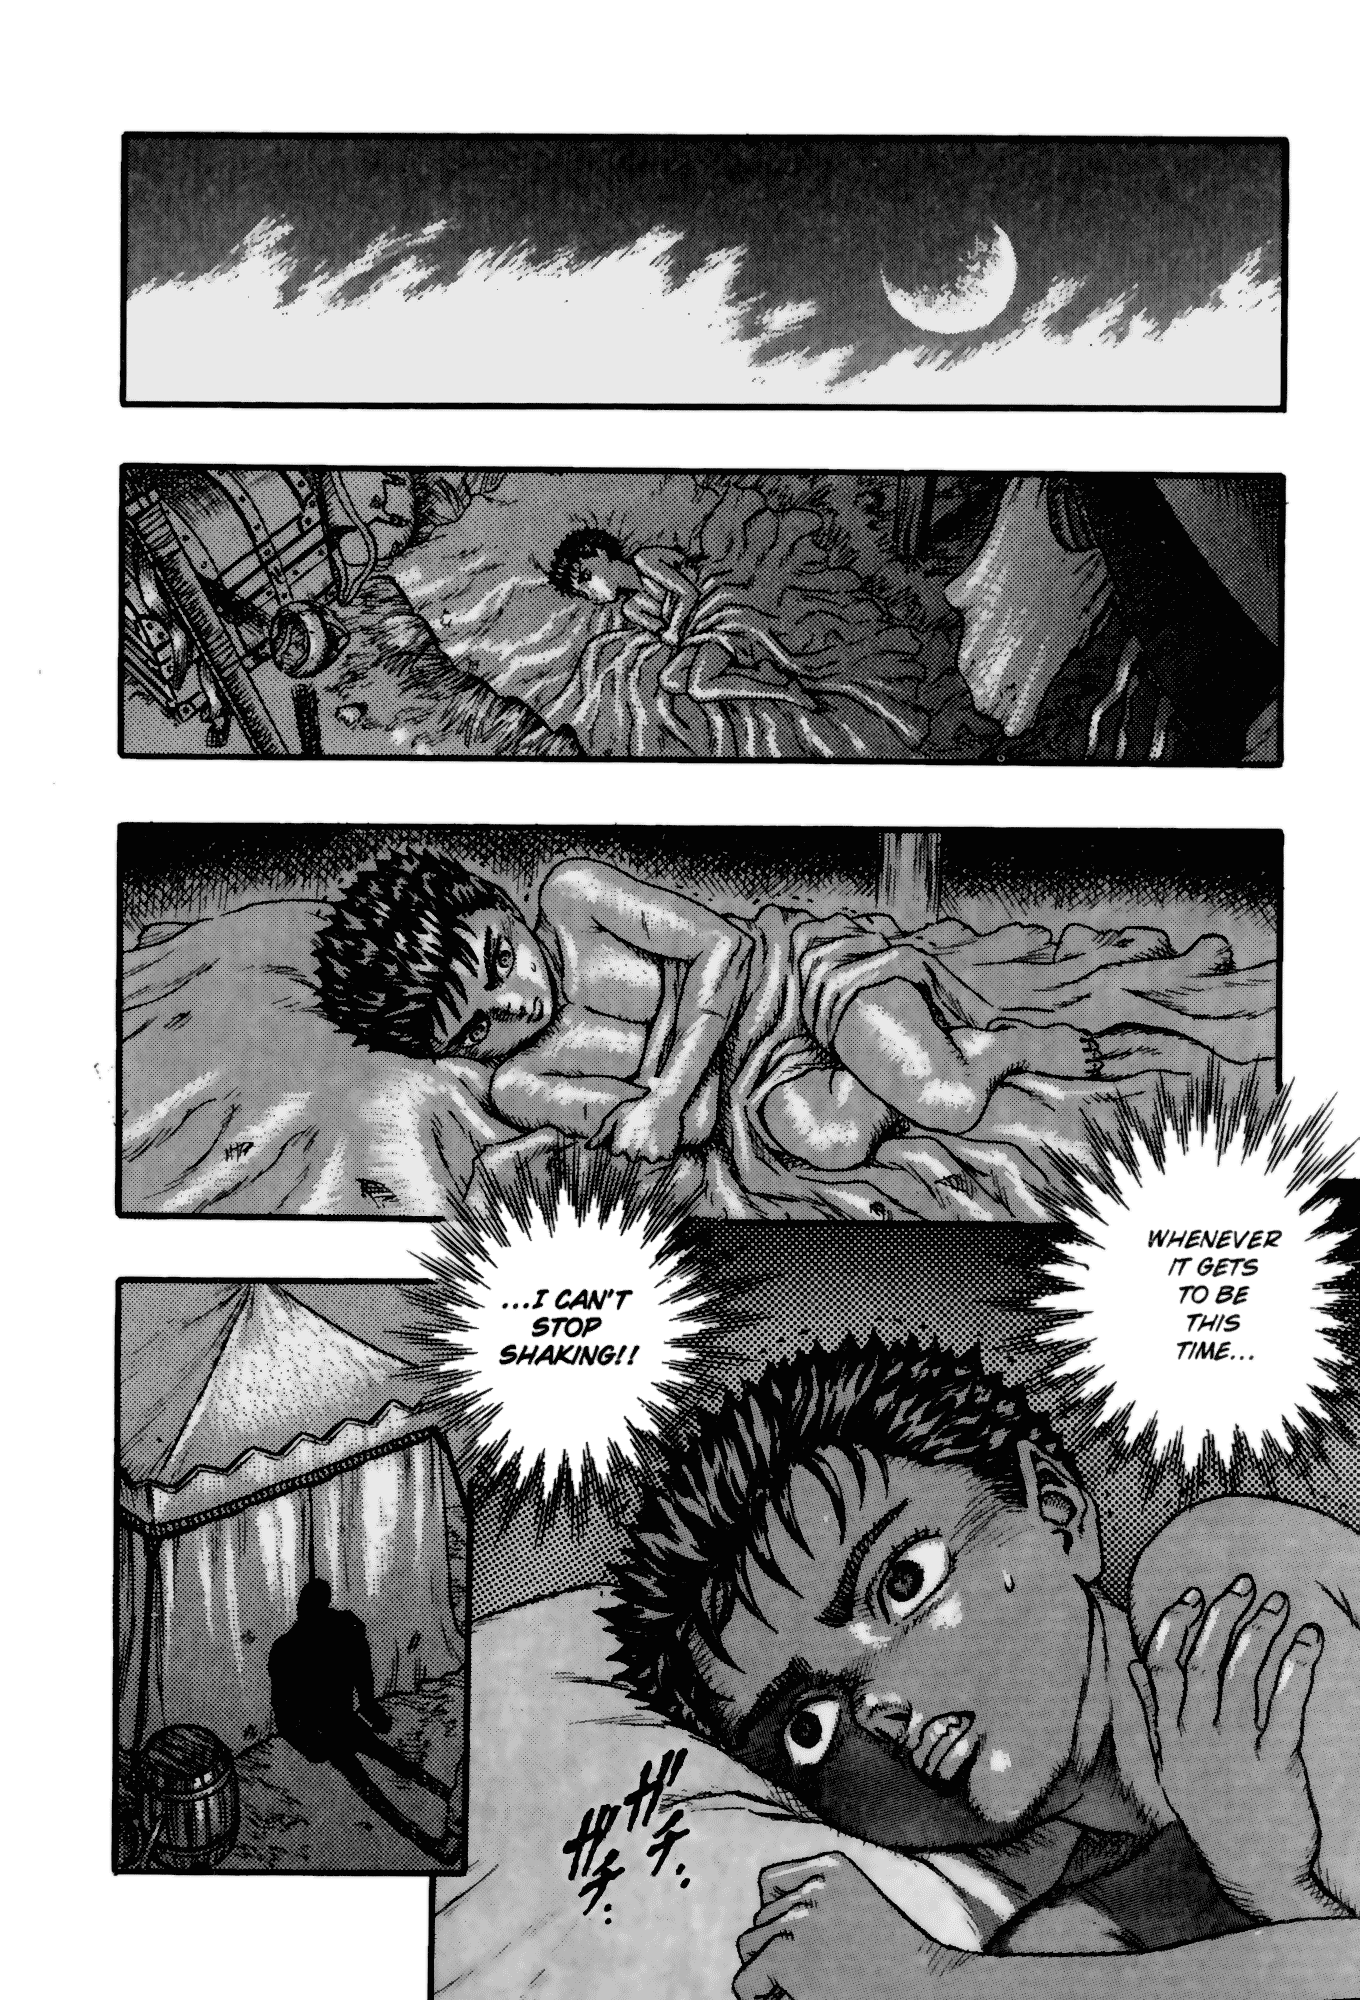 WHENEVER
IT GETS
TO BE
THIS
TIME...
...I CAN'T
STOP
SHAKING!!
ガチ.
ガチ.